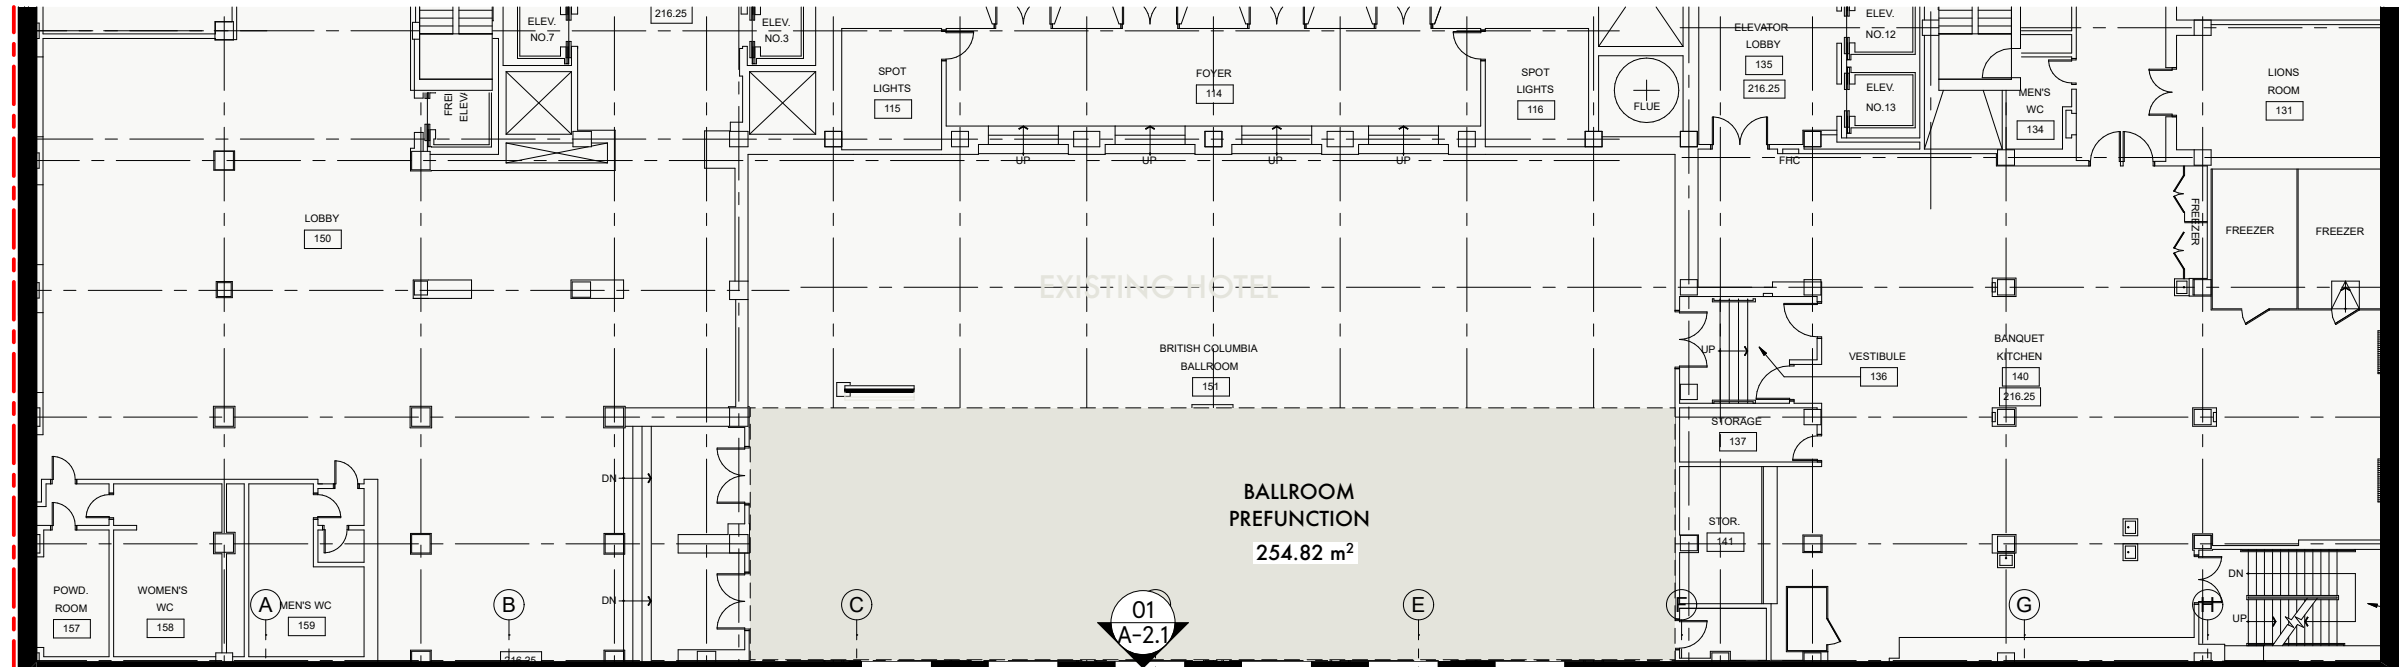 216.25
ELEV.
NO.7
ELEV.
NO.3
SPOT
LIGHTS
115
FOYER
114
SPOT
LIGHTS
116
FLUE
ELEVATOR
LOBBY
135
216.25
ELEV.
NO.12
ELEV.
NO.13
MEN'S
WC
134
LIONS
ROOM
131
UP
UP
UP
UP
FHC
LOBBY
150
FREEZER
FREEZER
FREEZER
EXISTING HOTEL
BRITISH COLUMBIA
BALLROOM
151
UP
VESTIBULE
136
BANQUET
KITCHEN
140
216.25
STORAGE
137
DN
BALLROOM
PREFUNCTION
254.82 m²
STOR.
141
DN
DN
UP
POWD.
ROOM
157
WOMEN'S
WC
158
MEN'S WC
159
A
B
C
01
A-2.1
E
F
G
H
216.25